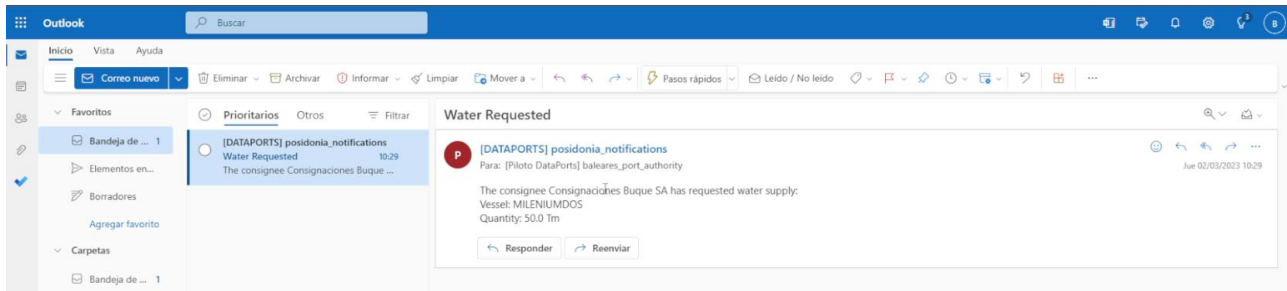 Outlook
Buscar
3
B
Inicio Vista Ayuda
Correo nuevo Eliminar Archivar Informar Limpiar Mover a Pasos rápidos Leído / No leído ...
Favoritos
Bandeja de ... 1
Elementos en...
Borradores
Agregar favorito
Carpetas
Bandeja de ... 1
Prioritarios Otros Filtrar
[DATAPORTS] posidonia_notifications
Water Requested 10:29
The consignee Consignaciones Buque ...
Water Requested
P
[DATAPORTS] posidonia_notifications
Para: [Piloto DataPorts] baleares_port_authority
Jue 02/03/2023 10:29
The consignee Consignaciones Buque SA has requested water supply:
Vessel: MILENIUMDOS
Quantity: 50.0 Tm
Responder Reenviar